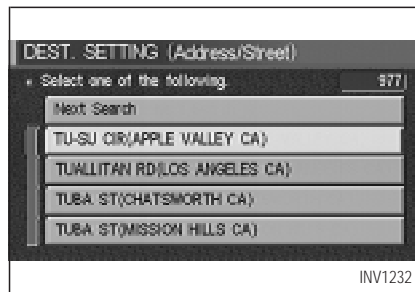 DEST. SETTING (Address/Street)
Select one of the following. 977
Next Search
TU-SU CIR(APPLE VALLEY CA)
TUALLITAN RD(LOS ANGELES CA)
TUBA ST(CHATSWORTH CA)
TUBA ST(MISSION HILLS CA)
INV1232